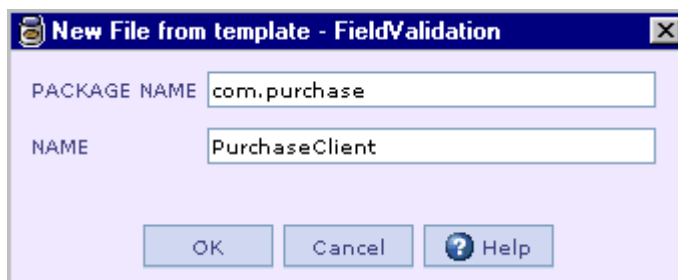 New File from template - FieldValidation
PACKAGE NAME com.purchase
NAME PurchaseClient
OK Cancel Help